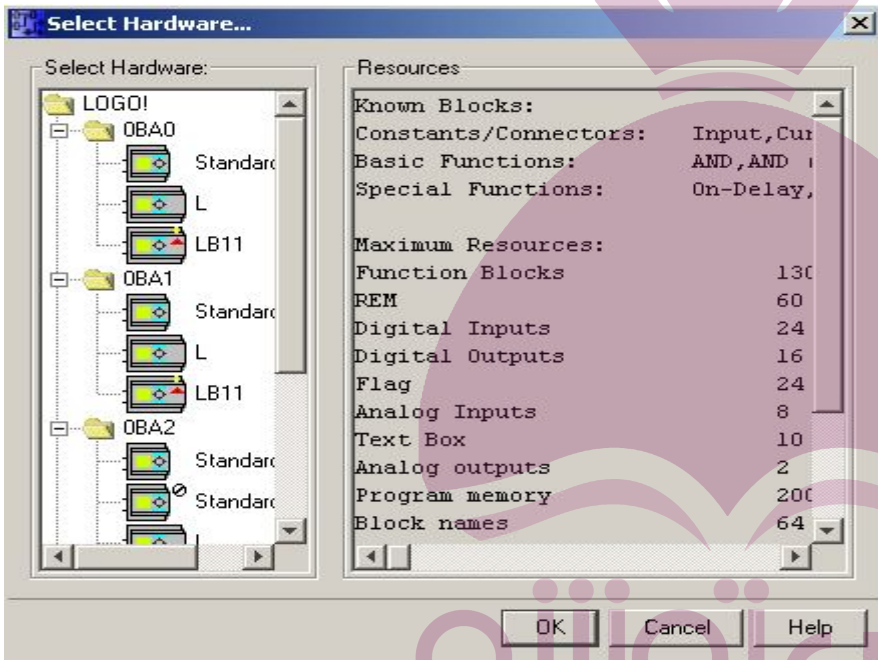 Select Hardware...
Select Hardware:
LOGO!
0BA0
Standard
L
LB11
0BA1
Standard
L
LB11
0BA2
Standard
Standard
L
Resources
Known Blocks:
Constants/Connectors: Input,Cur
Basic Functions: AND,AND
Special Functions: On-Delay,
Maximum Resources:
Function Blocks 130
REM 60
Digital Inputs 24
Digital Outputs 16
Flag 24
Analog Inputs 8
Text Box 10
Analog outputs 2
Program memory 200
Block names 64
OK Cancel Help